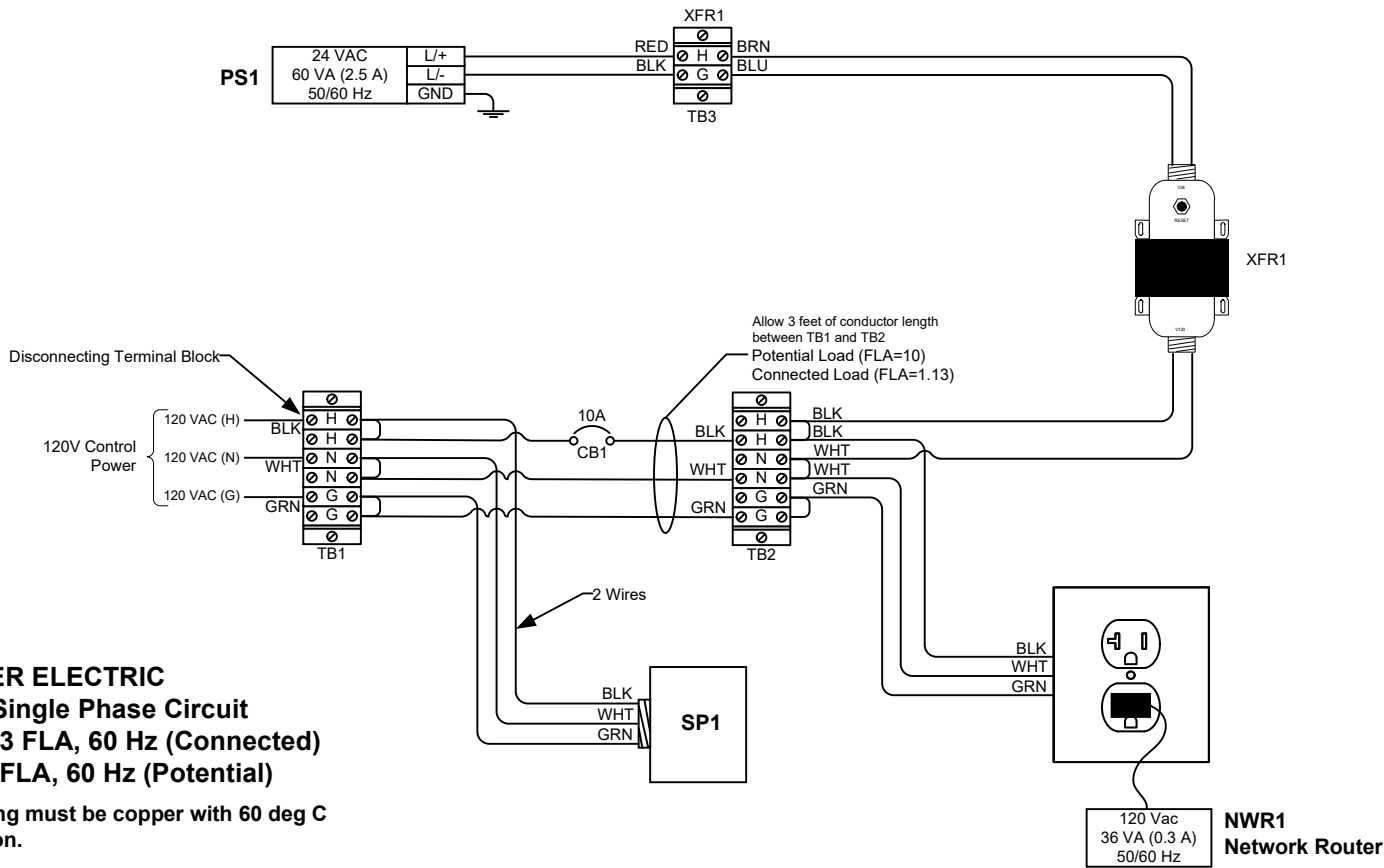 XFR1
RED H BRN
BLK G BLU
TB3
PS1
24 VAC L/+
60 VA (2.5 A) L/-
50/60 Hz GND
V24
RESET
XFR1
V120
Allow 3 feet of conductor length
between TB1 and TB2
Potential Load (FLA=10)
Connected Load (FLA=1.13)
Disconnecting Terminal Block
120V Control
Power
120 VAC (H)
BLK
120 VAC (N)
WHT
120 VAC (G)
GRN
H
H
N
N
G
G
TB1
10A
CB1
BLK
WHT
GRN
H
H
N
N
G
G
TB2
BLK
BLK
WHT
WHT
GRN
2 Wires
BLK
WHT
GRN
SP1
BLK
WHT
GRN
120 Vac
36 VA (0.3 A)
50/60 Hz
NWR1
Network Router
ER ELECTRIC
Single Phase Circuit
3 FLA, 60 Hz (Connected)
FLA, 60 Hz (Potential)
ng must be copper with 60 deg C
on.